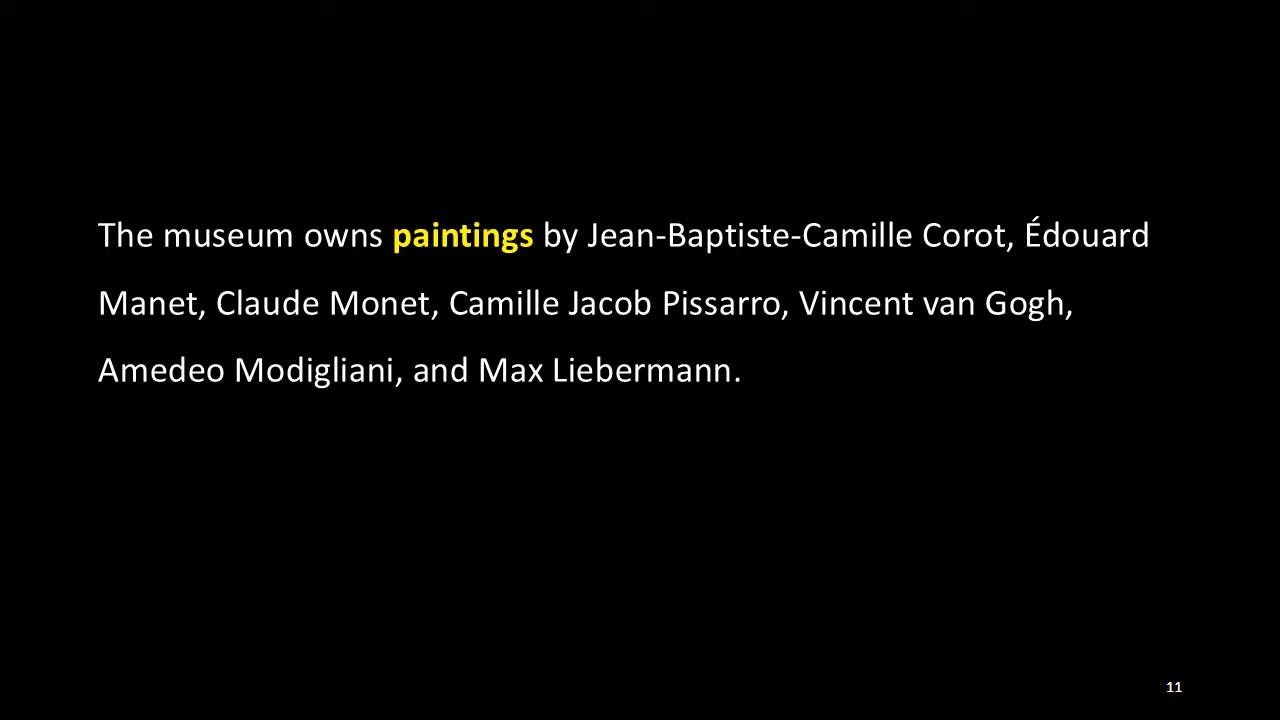 The museum owns paintings by Jean-Baptiste-Camille Corot, Édouard
Manet, Claude Monet, Camille Jacob Pissarro, Vincent van Gogh,
Amedeo Modigliani, and Max Liebermann.
11